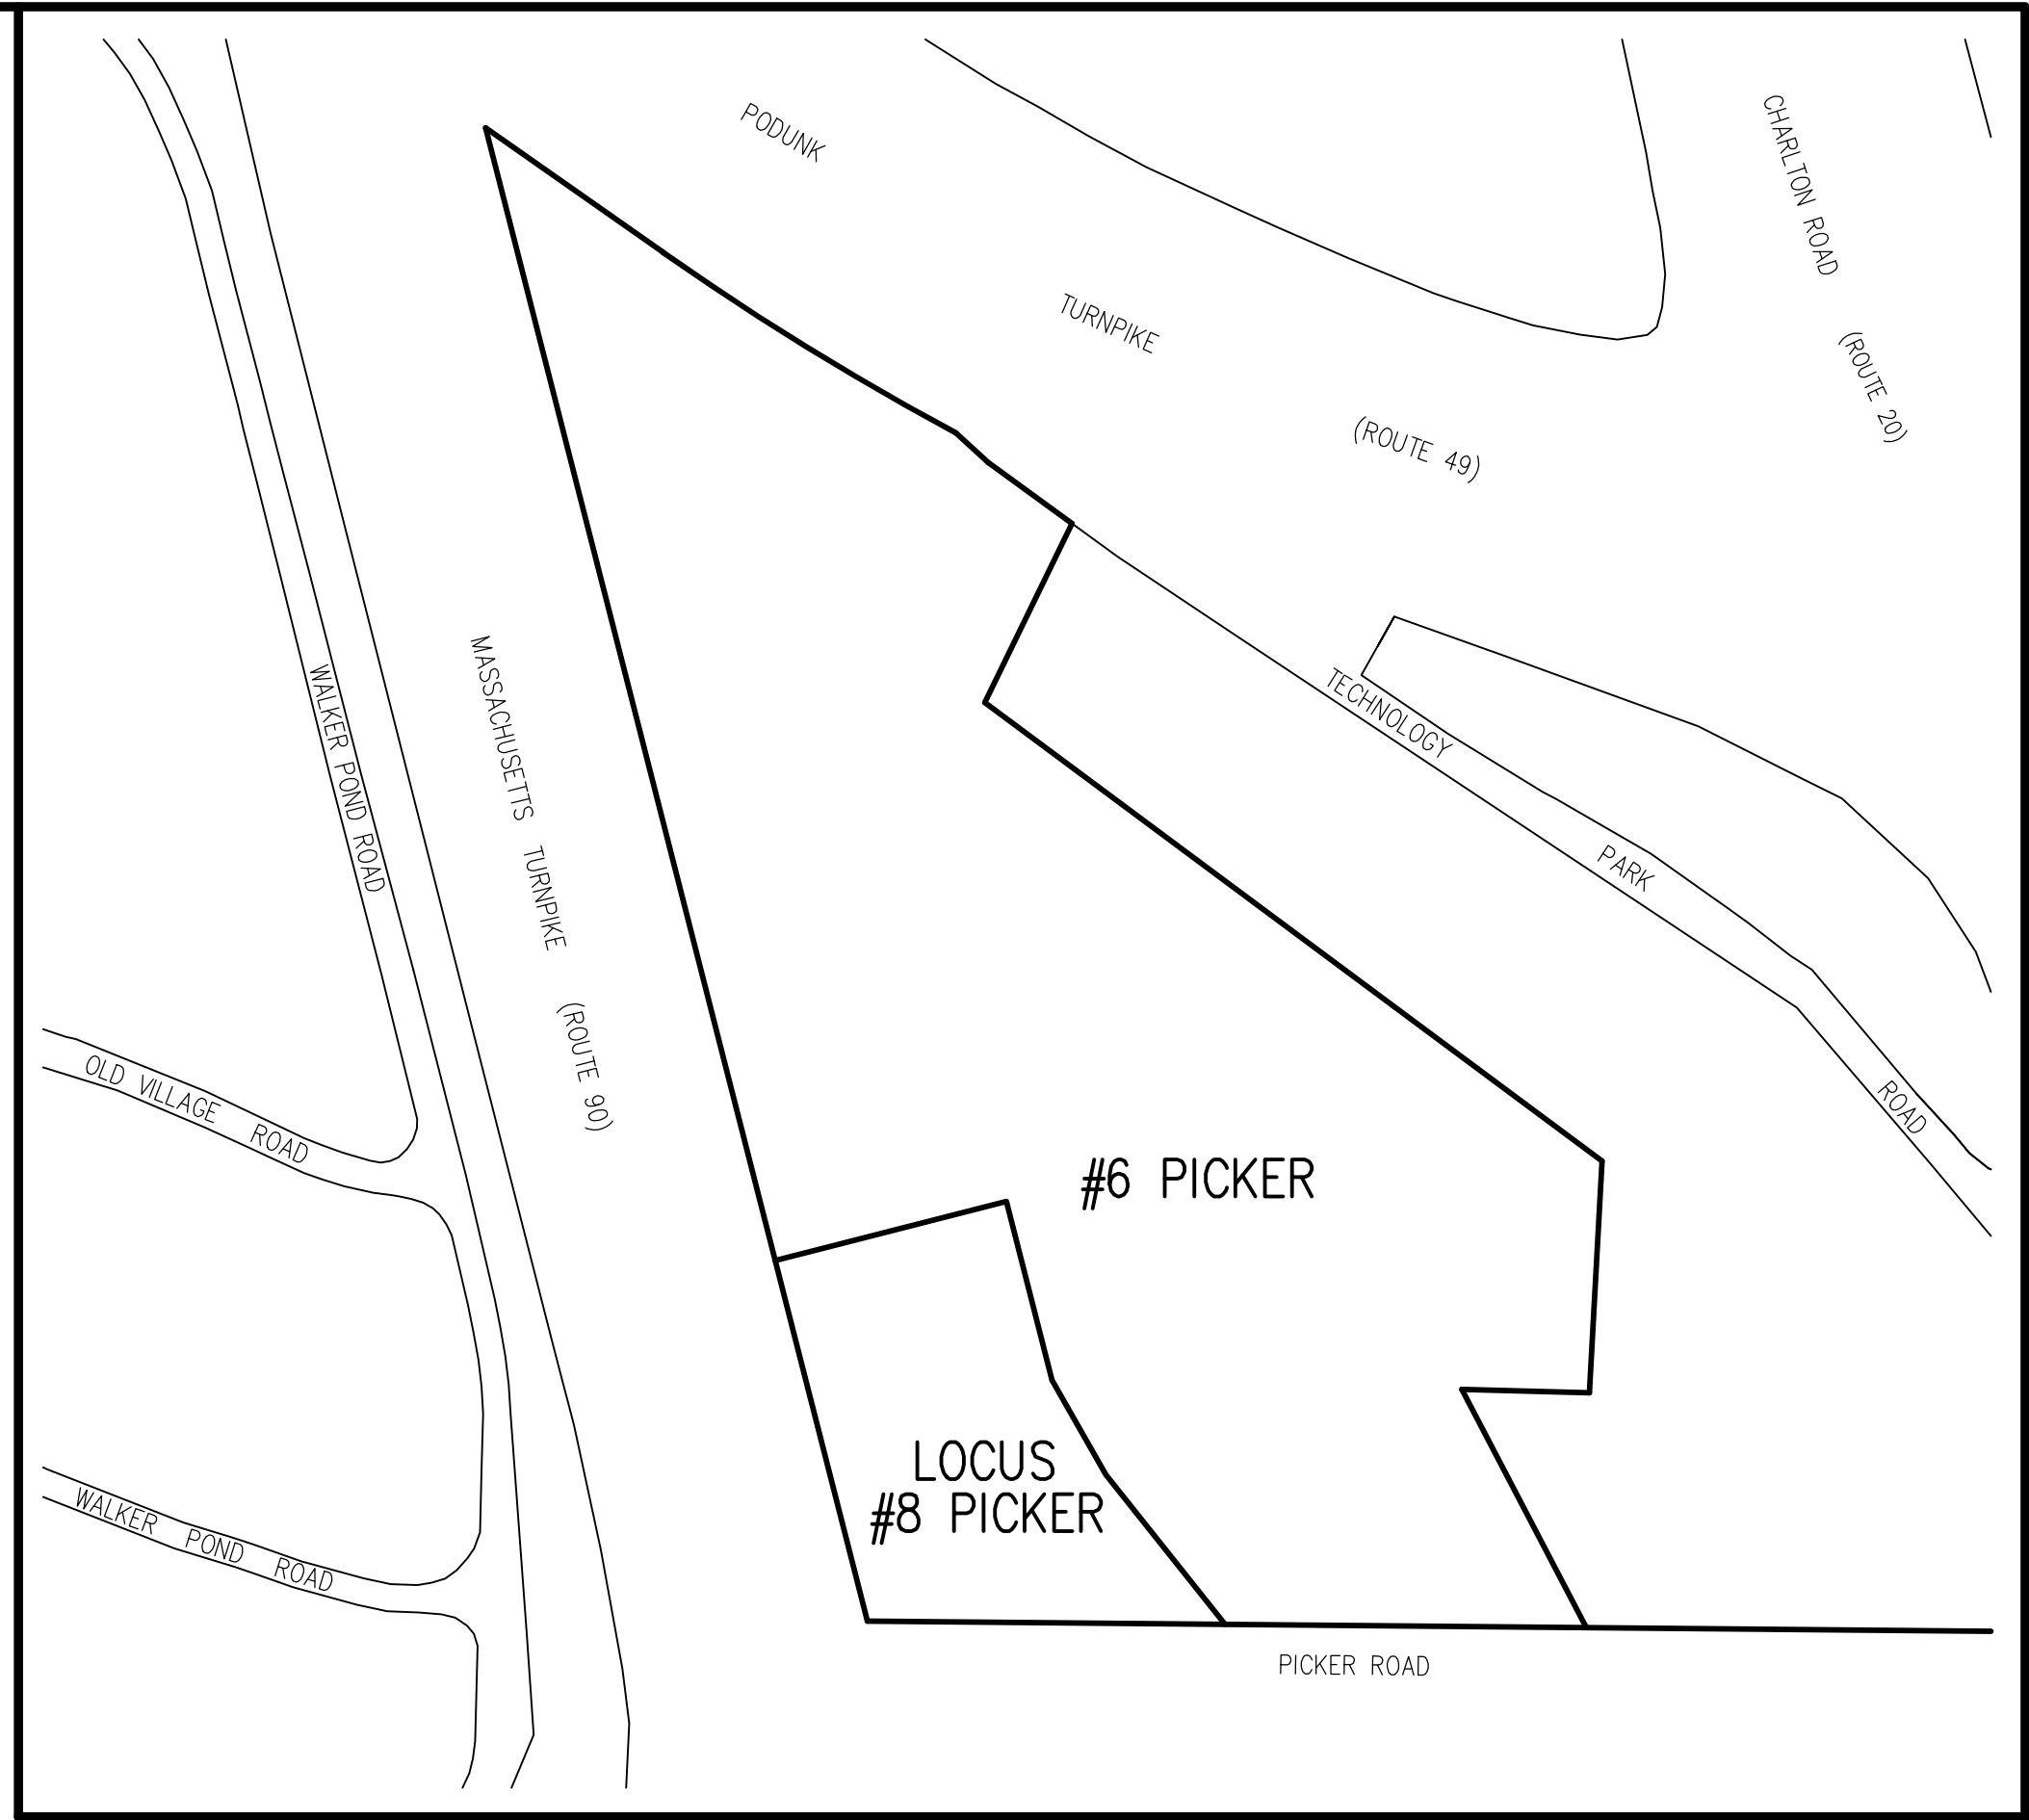 PODUNK
TURNPIKE
(ROUTE 49)
CHARLTON ROAD
(ROUTE 20)
WALKER POND ROAD
MASSACHUSETTS TURNPIKE
(ROUTE 90)
TECHNOLOGY
PARK
ROAD
OLD VILLAGE ROAD
#6 PICKER
LOCUS
#8 PICKER
WALKER POND ROAD
PICKER ROAD